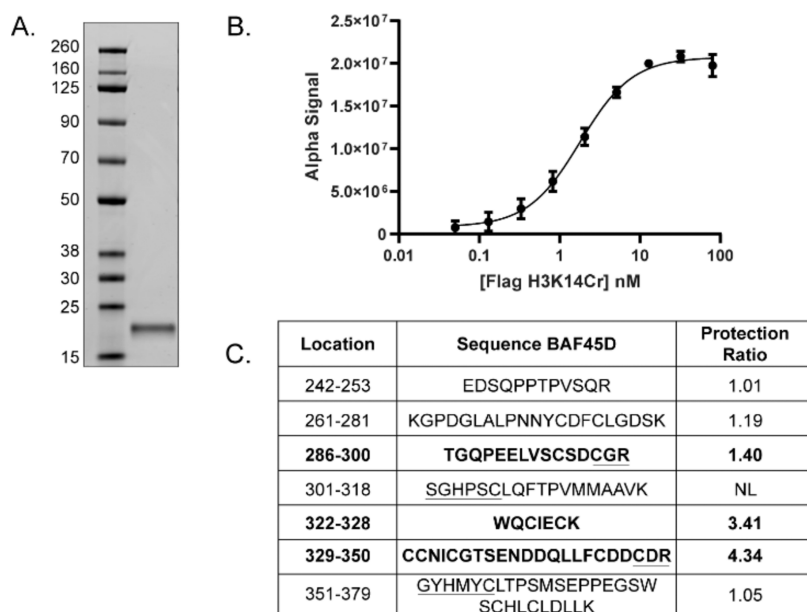 A.
260
160
125
90
70
50
38
30
25
15
B.
Alpha Signal
2.5×10⁷
2.0×10⁷
1.5×10⁷
1.0×10⁷
5.0×10⁶
0
0.01 0.1 1 10 100
[Flag H3K14Cr] nM
C.
Location Sequence BAF45D Protection Ratio
242-253 EDSQPPTPVSQR 1.01
261-281 KGPDGLALPNNYCDFCLGDSK 1.19
286-300 TGQPEELVSCSDCGR 1.40
301-318 SGHPSCLQFTPVMMAAVK NL
322-328 WQCIECK 3.41
329-350 CCNICGTSENDDQLLFCDDCDR 4.34
351-379 GYHMYCLTPSMSEPPEGSW 1.05
SCHLCLDLLK